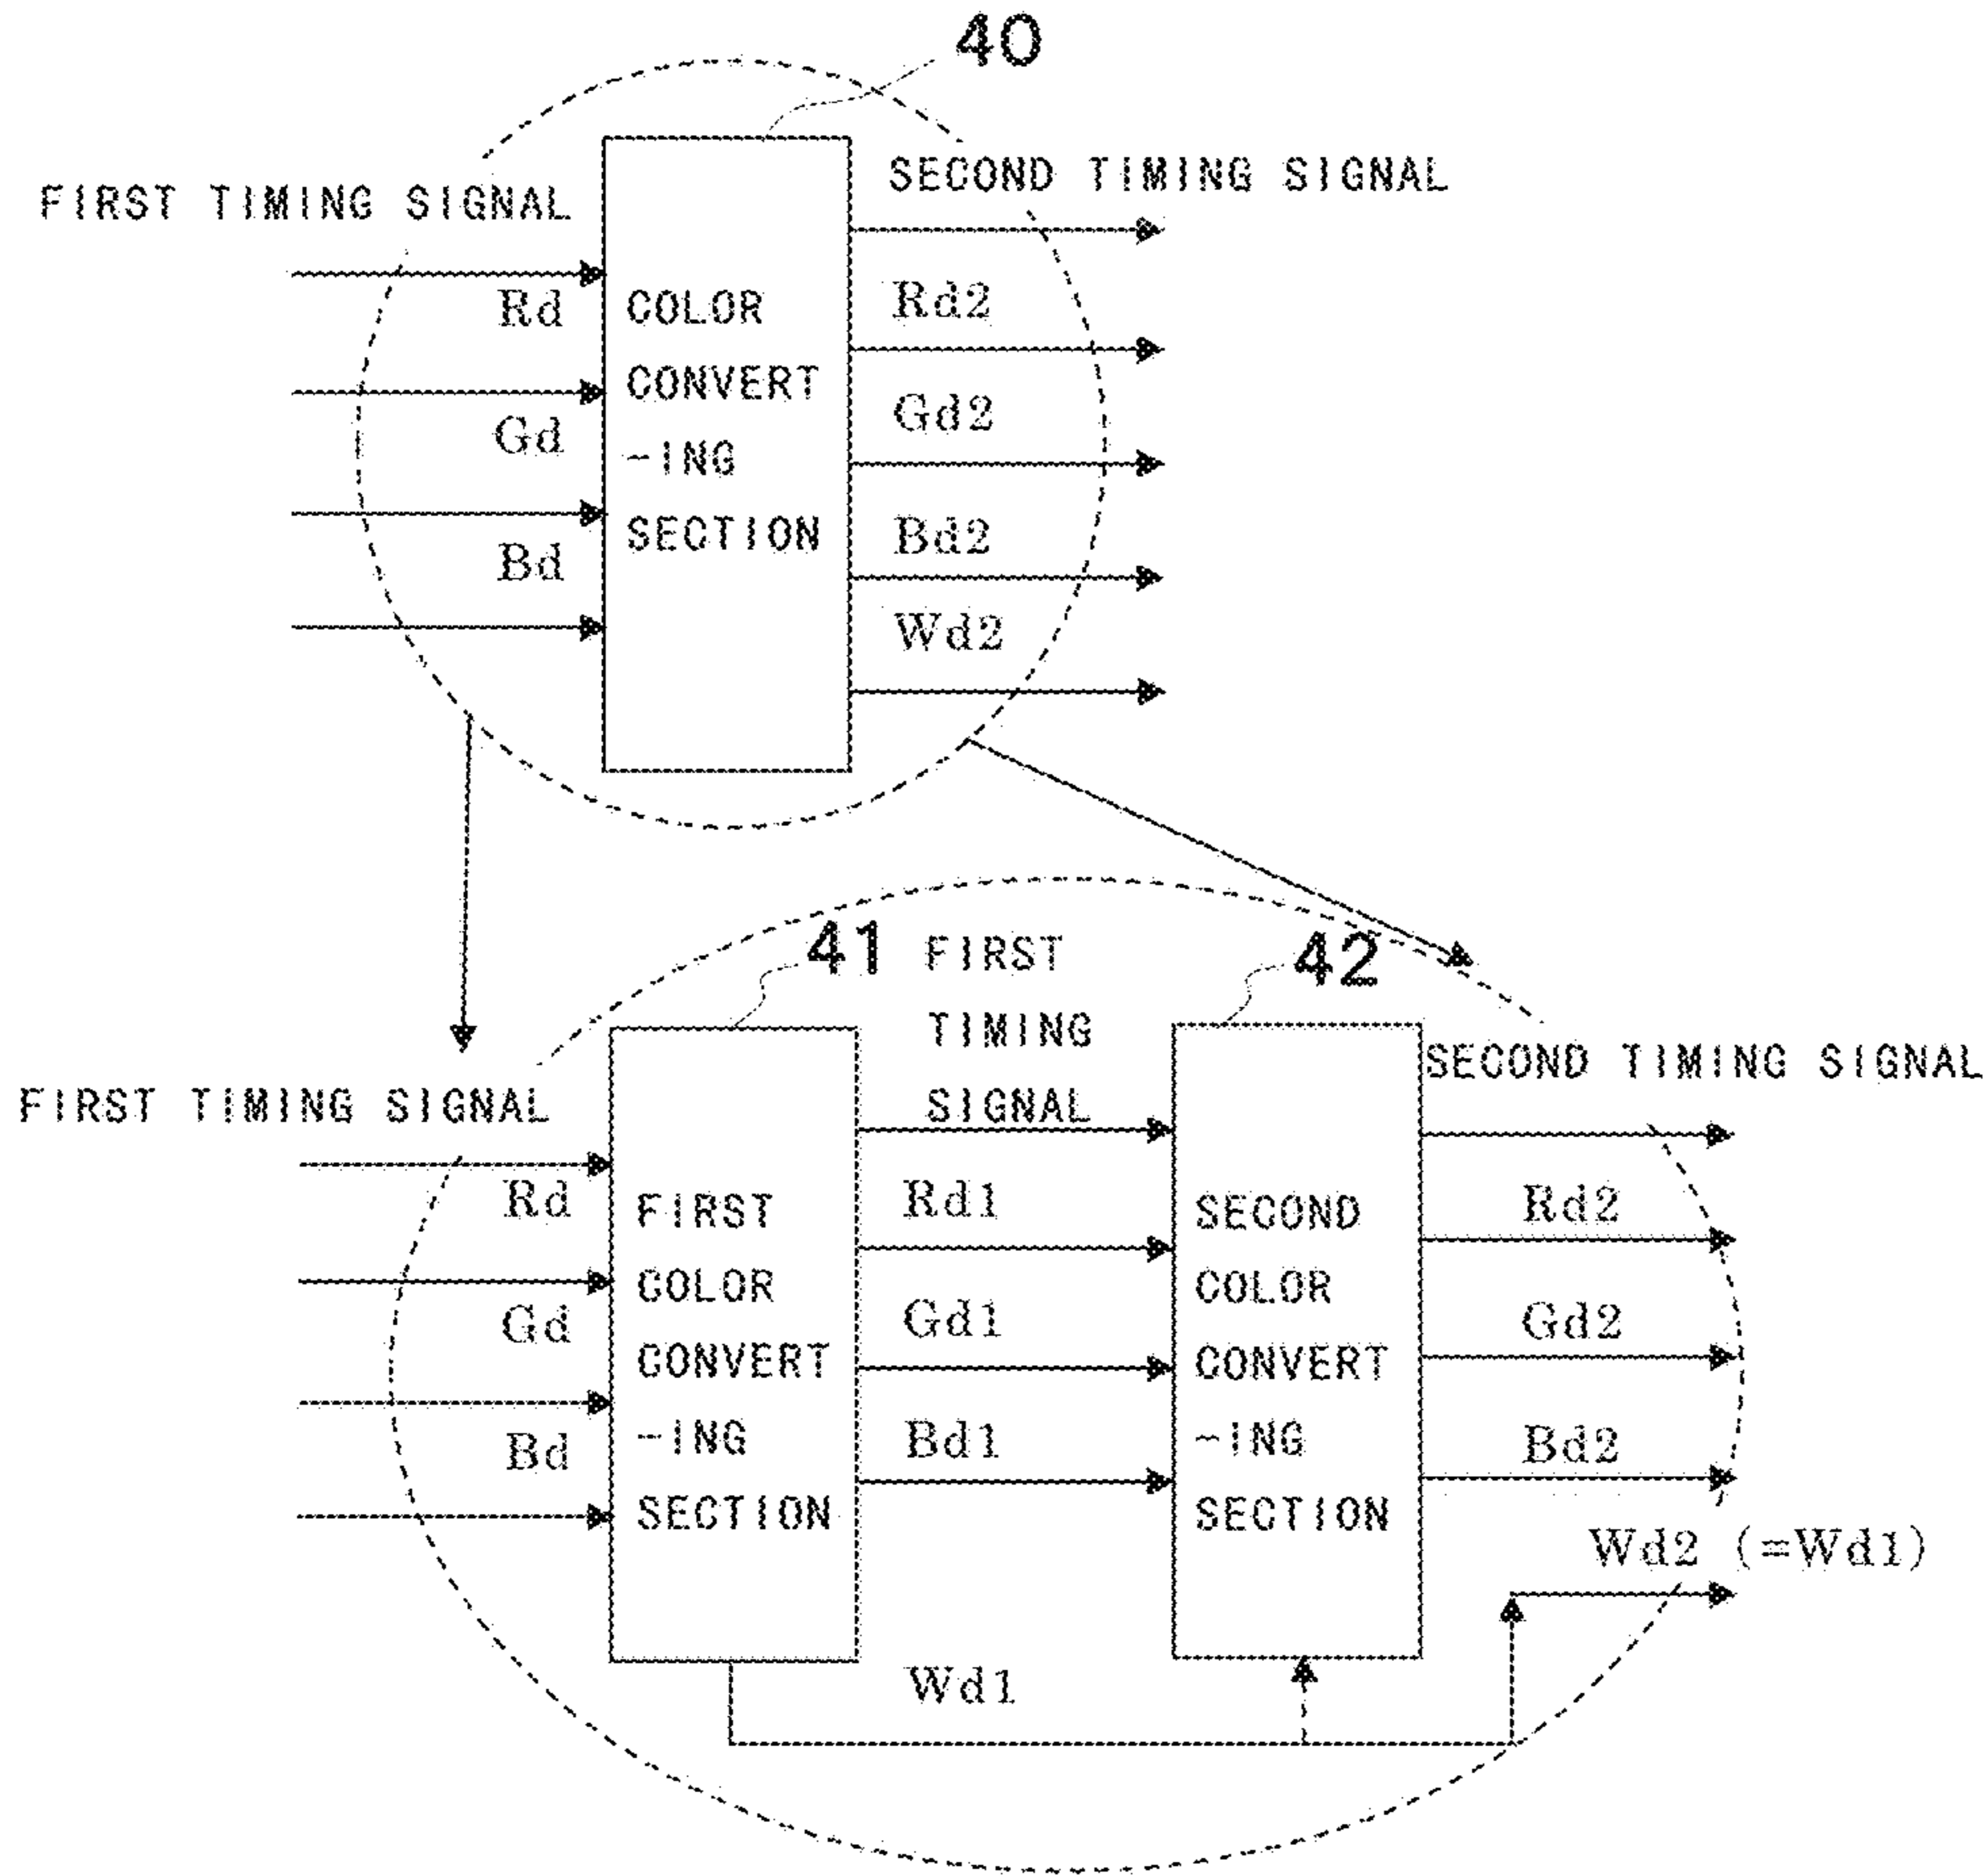 40
FIRST TIMING SIGNAL
SECOND TIMING SIGNAL
Rd
Gd
Bd
COLOR
CONVERT
-ING
SECTION
Rd2
Gd2
Bd2
Wd2
41
FIRST
TIMING
SIGNAL
42
FIRST TIMING SIGNAL
SECOND TIMING SIGNAL
Rd
Gd
Bd
FIRST
COLOR
CONVERT
-ING
SECTION
Rd1
Gd1
Bd1
SECOND
COLOR
CONVERT
-ING
SECTION
Rd2
Gd2
Bd2
Wd2 (=Wd1)
Wd1